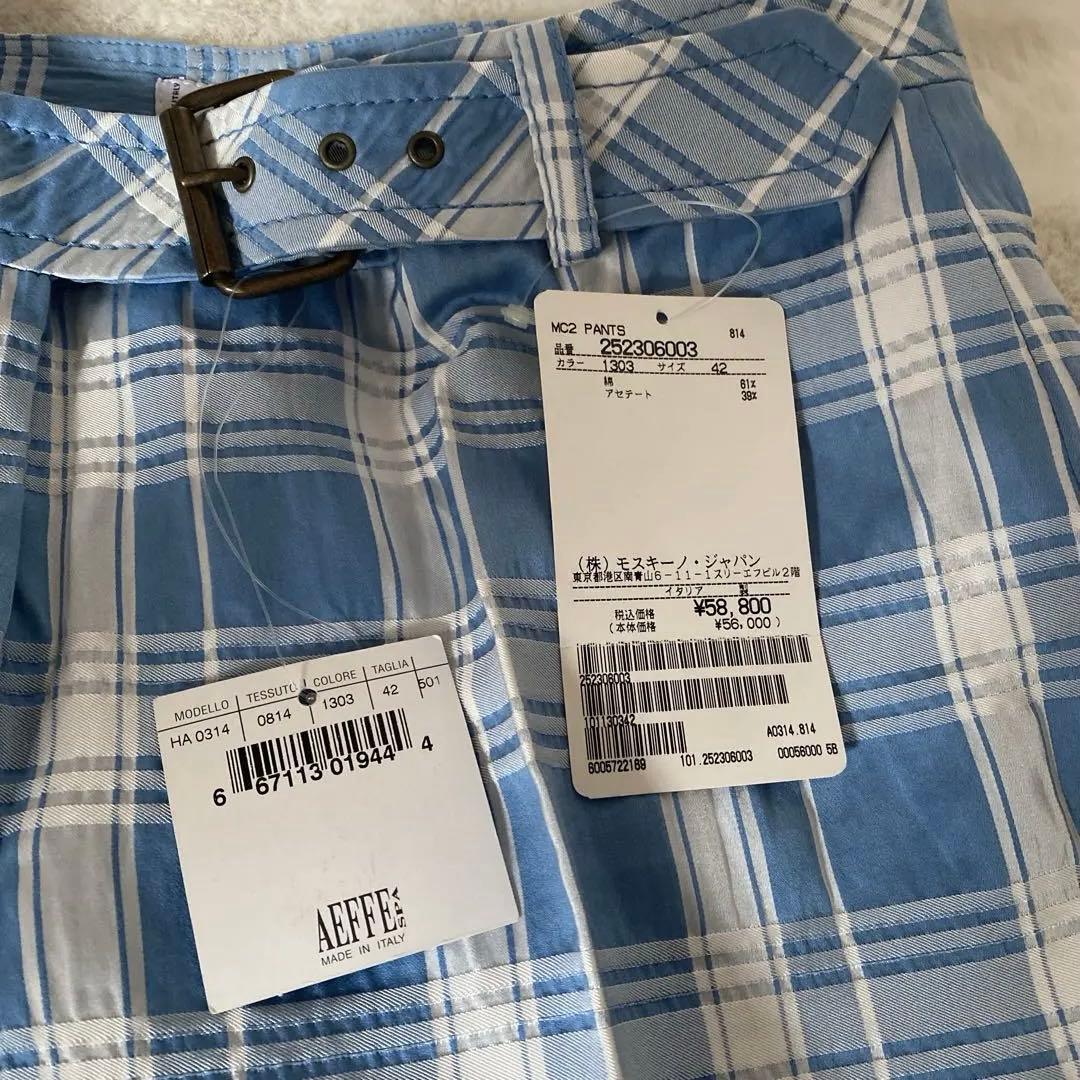 ITALY
MC2 PANTS 814
品番 252306003
カラー 1303 サイズ 42
綿 61%
アセテート 39%
(株)モスキーノ・ジャパン
東京都港区南青山6-11-1スリーエフビル2階
イタリア 製
税込価格 ¥58,800
(本体価格 ¥56,000)
252306003
101130342
A0314.814
6005722189 101.252306003 00056000 5B
MODELLO TESSUTO COLORE TAGLIA
HA 0314 0814 1303 42 501
6 67113 01944 4
AEFFE SPA
MADE IN ITALY